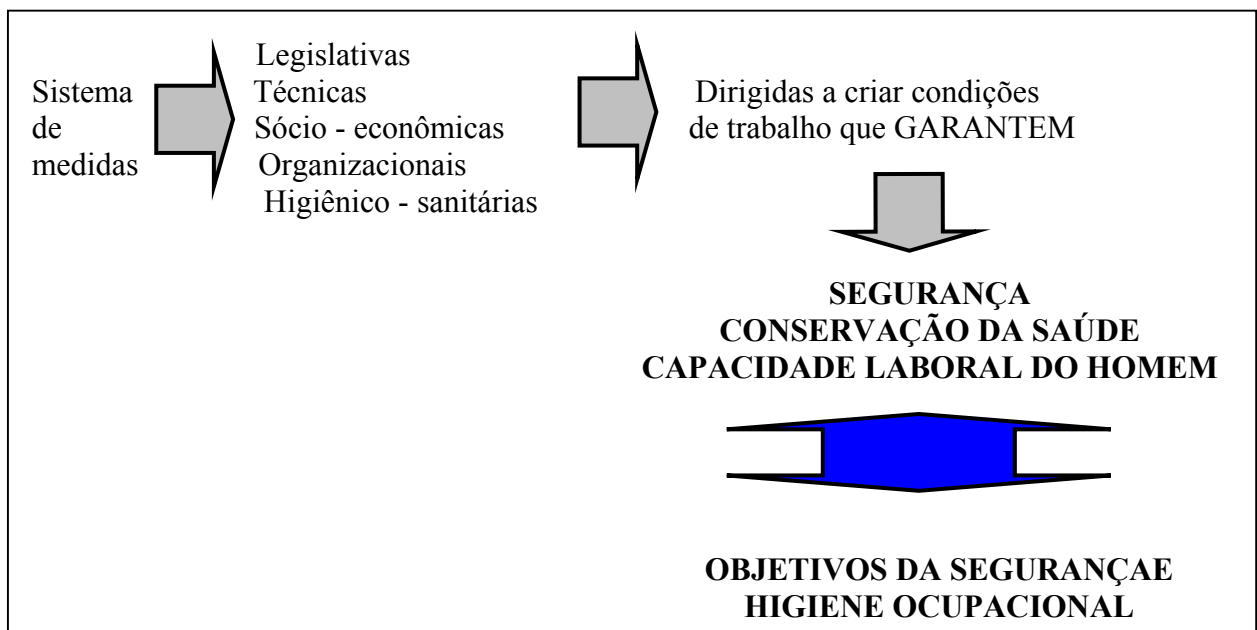 Sistema
de
medidas
Legislativas
Técnicas
Sócio - econômicas
Organizacionais
Higiênico - sanitárias
Dirigidas a criar condições
de trabalho que GARANTEM
SEGURANÇA
CONSERVAÇÃO DA SAÚDE
CAPACIDADE LABORAL DO HOMEM
OBJETIVOS DA SEGURANÇAE
HIGIENE OCUPACIONAL